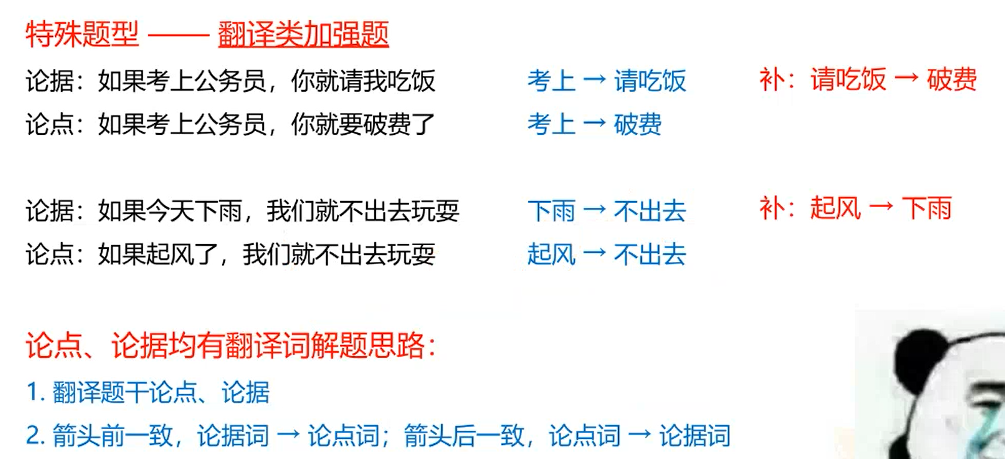 特殊题型 —— 翻译类加强题
论据：如果考上公务员，你就请我吃饭 考上 → 请吃饭 补：请吃饭 → 破费
论点：如果考上公务员，你就要破费了 考上 → 破费
论据：如果今天下雨，我们就不出去玩耍 下雨 → 不出去 补：起风 → 下雨
论点：如果起风了，我们就不出去玩耍 起风 → 不出去
论点、论据均有翻译词解题思路：
1. 翻译题干论点、论据
2. 箭头前一致，论据词 → 论点词；箭头后一致，论点词 → 论据词